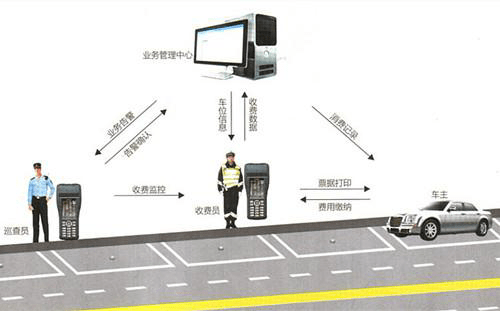 业务管理中心
业务告警
告警确认
车位信息
收费数据
消费记录
巡查员
收费监控
收费员
票据打印
费用缴纳
车主